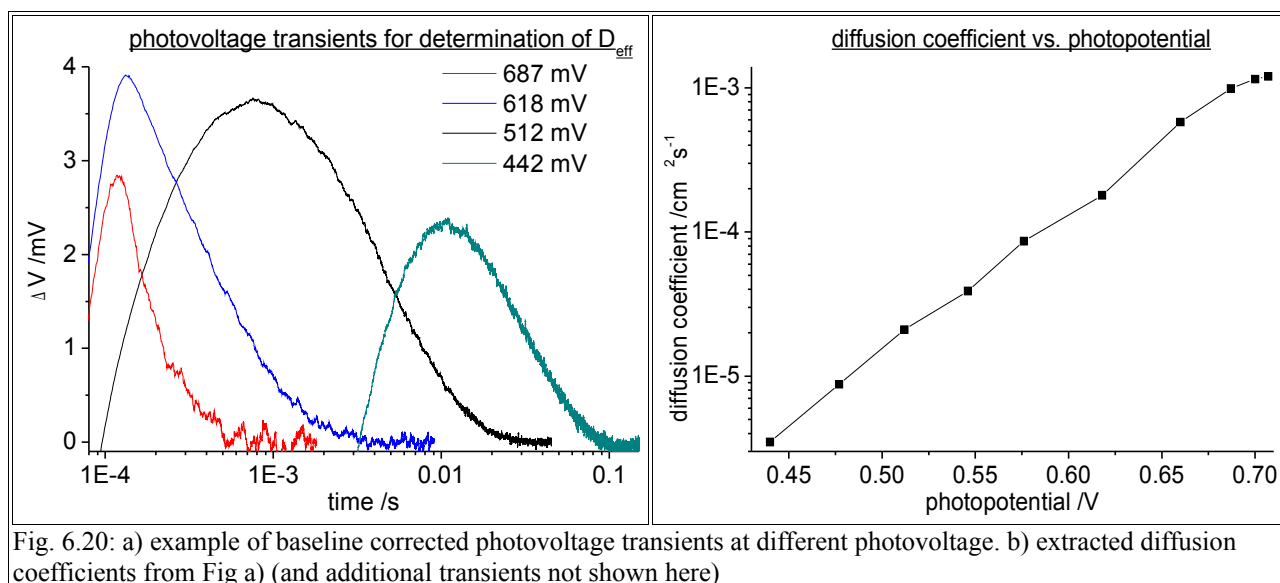 photovoltage transients for determination of Deff
4
3
2
1
0
Δ V /mV
687 mV
618 mV
512 mV
442 mV
1E-4
1E-3
0.01
0.1
time /s
diffusion coefficient vs. photopotential
1E-3
1E-4
1E-5
diffusion coefficient /cm ²s⁻¹
0.45
0.50
0.55
0.60
0.65
0.70
photopotential /V
Fig. 6.20: a) example of baseline corrected photovoltage transients at different photovoltage. b) extracted diffusion
coefficients from Fig a) (and additional transients not shown here)